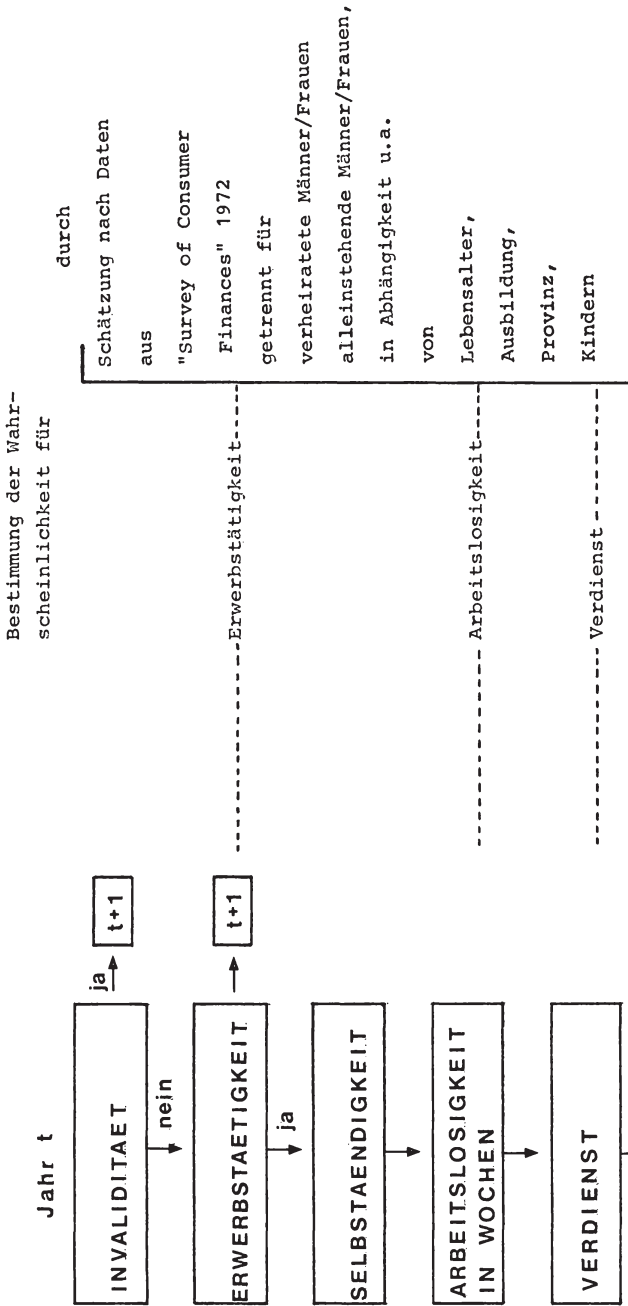 Jahr t
Bestimmung der Wahr-
scheinlichkeit für
durch
INVALIDITAET
ja
t+1
nein
ERWERBSTAETIGKEIT
t+1
ja
SELBSTAENDIGKEIT
ARBEITSLOSIGKEIT
IN WOCHEN
VERDIENST
Erwerbstätigkeit
Arbeitslosigkeit
Verdienst
Schätzung nach Daten
aus
"Survey of Consumer
Finances" 1972
getrennt für
verheiratete Männer/Frauen
alleinstehende Männer/Frauen,
in Abhängigkeit u.a.
von
Lebensalter,
Ausbildung,
Provinz,
Kindern